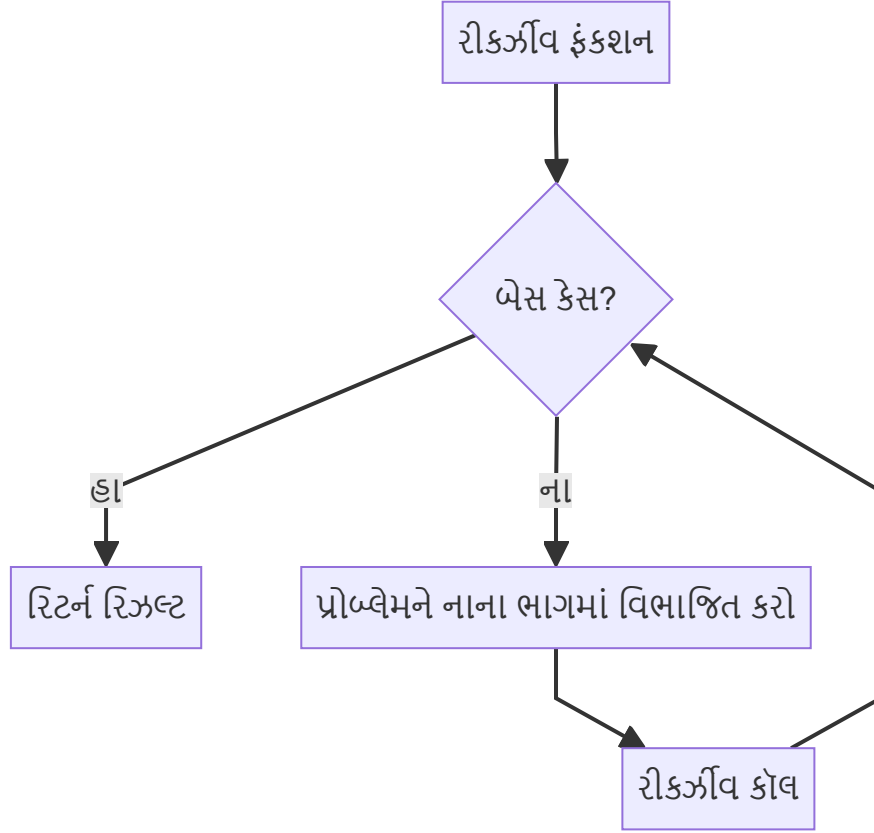 રીકર્ઝીવ ફંકશન
બેસ કેસ?
હા
ના
રિટર્ન રિઝલ્ટ
પ્રોબ્લેમને નાના ભાગમાં વિભાજિત કરો
રીકર્ઝીવ કૉલ